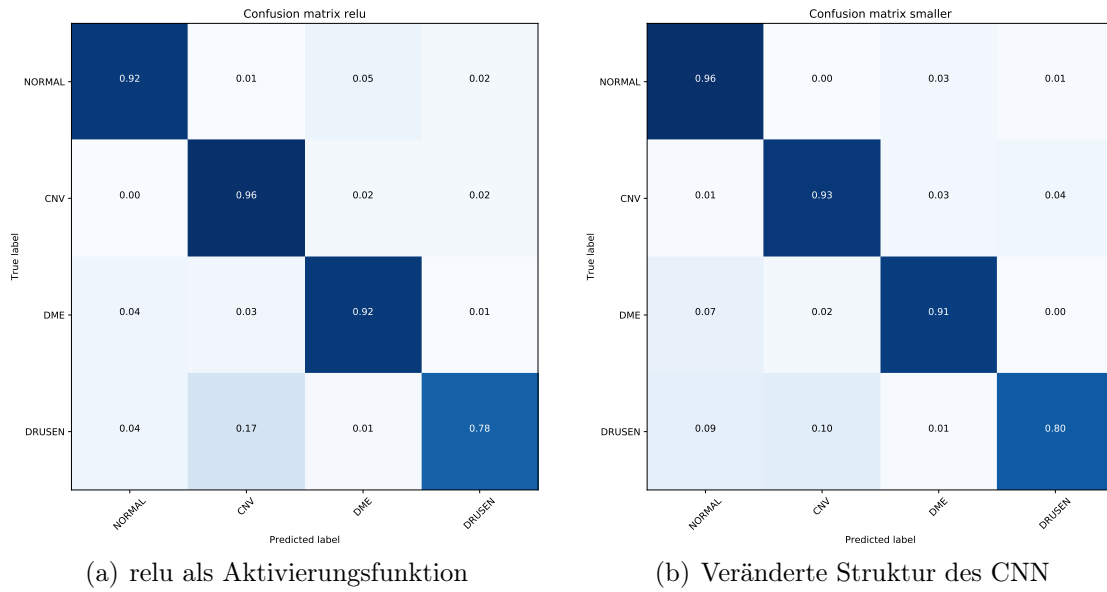 Confusion matrix relu
NORMAL 0.92 0.01 0.05 0.02
CNV 0.00 0.96 0.02 0.02
DME 0.04 0.03 0.92 0.01
DRUSEN 0.04 0.17 0.01 0.78
True label
NORMAL CNV DME DRUSEN
Predicted label
(a) relu als Aktivierungsfunktion
Confusion matrix smaller
NORMAL 0.96 0.00 0.03 0.01
CNV 0.01 0.93 0.03 0.04
DME 0.07 0.02 0.91 0.00
DRUSEN 0.09 0.10 0.01 0.80
True label
NORMAL CNV DME DRUSEN
Predicted label
(b) Veränderte Struktur des CNN